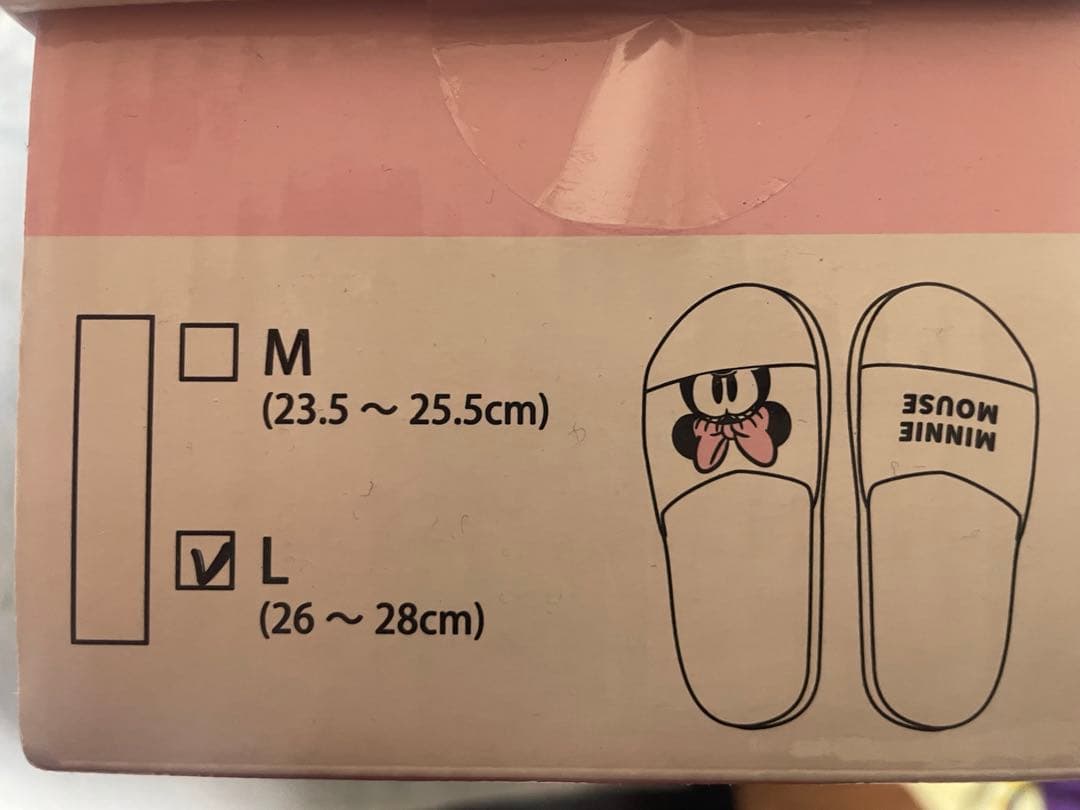 M
(23.5 ～ 25.5cm)
L
(26 ～ 28cm)
MINNIE
MOUSE